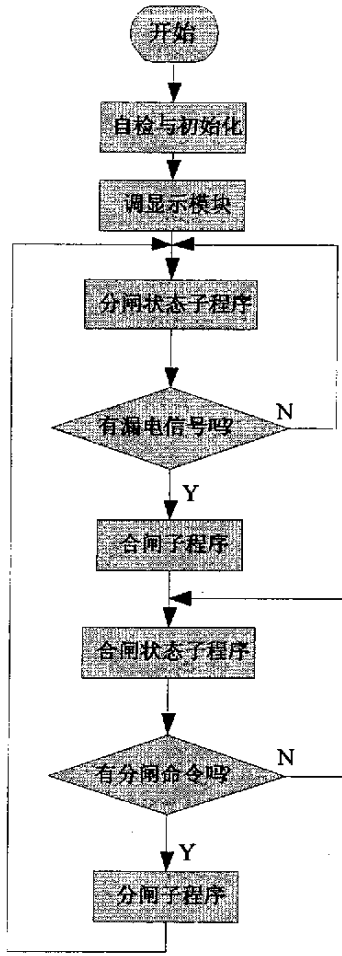 开始
自检与初始化
调显示模块
分闸状态子程序
有漏电信号吗?
N
Y
合闸子程序
合闸状态子程序
有分闸命令吗?
N
Y
分闸子程序